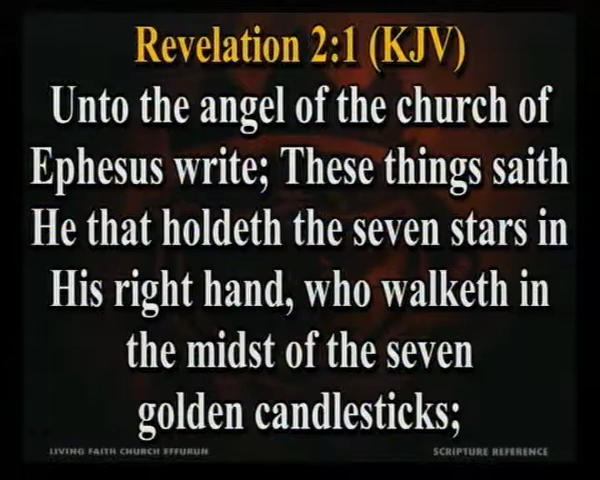 Revelation 2:1 (KJV)
Unto the angel of the church of
Ephesus write; These things saith
He that holdeth the seven stars in
His right hand, who walketh in
the midst of the seven
golden candlesticks;
LIVING FAITH CHURCH EFFURUN
SCRIPTURE REFERENCE